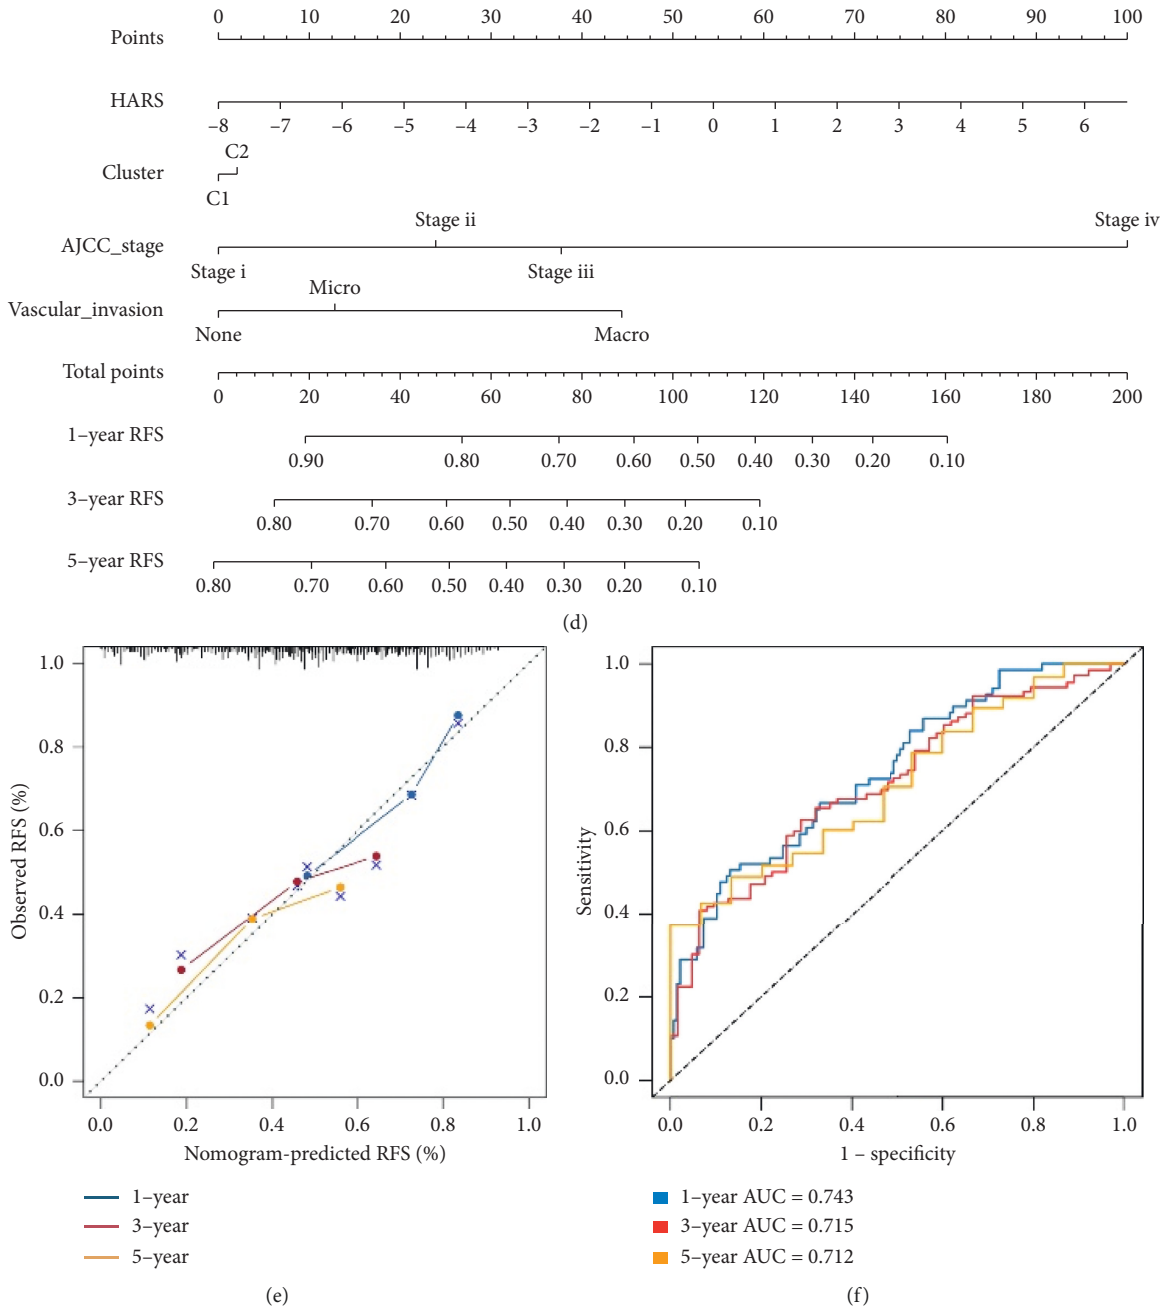 0 10 20 30 40 50 60 70 80 90 100
Points
HARS
–8 –7 –6 –5 –4 –3 –2 –1 0 1 2 3 4 5 6
C2
Cluster
C1
Stage ii Stage iv
AJCC_stage
Stage i Stage iii
Micro
Vascular_invasion
None Macro
Total points
0 20 40 60 80 100 120 140 160 180 200
1–year RFS
0.90 0.80 0.70 0.60 0.50 0.40 0.30 0.20 0.10
3–year RFS
0.80 0.70 0.60 0.50 0.40 0.30 0.20 0.10
5–year RFS
0.80 0.70 0.60 0.50 0.40 0.30 0.20 0.10
(d)
Observed RFS (%)
1.0
0.8
0.6
0.4
0.2
0.0
0.0 0.2 0.4 0.6 0.8 1.0
Nomogram-predicted RFS (%)
1–year
3–year
5–year
(e)
Sensitivity
1.0
0.8
0.6
0.4
0.2
0.0
0.0 0.2 0.4 0.6 0.8 1.0
1 – specificity
1–year AUC = 0.743
3–year AUC = 0.715
5–year AUC = 0.712
(f)